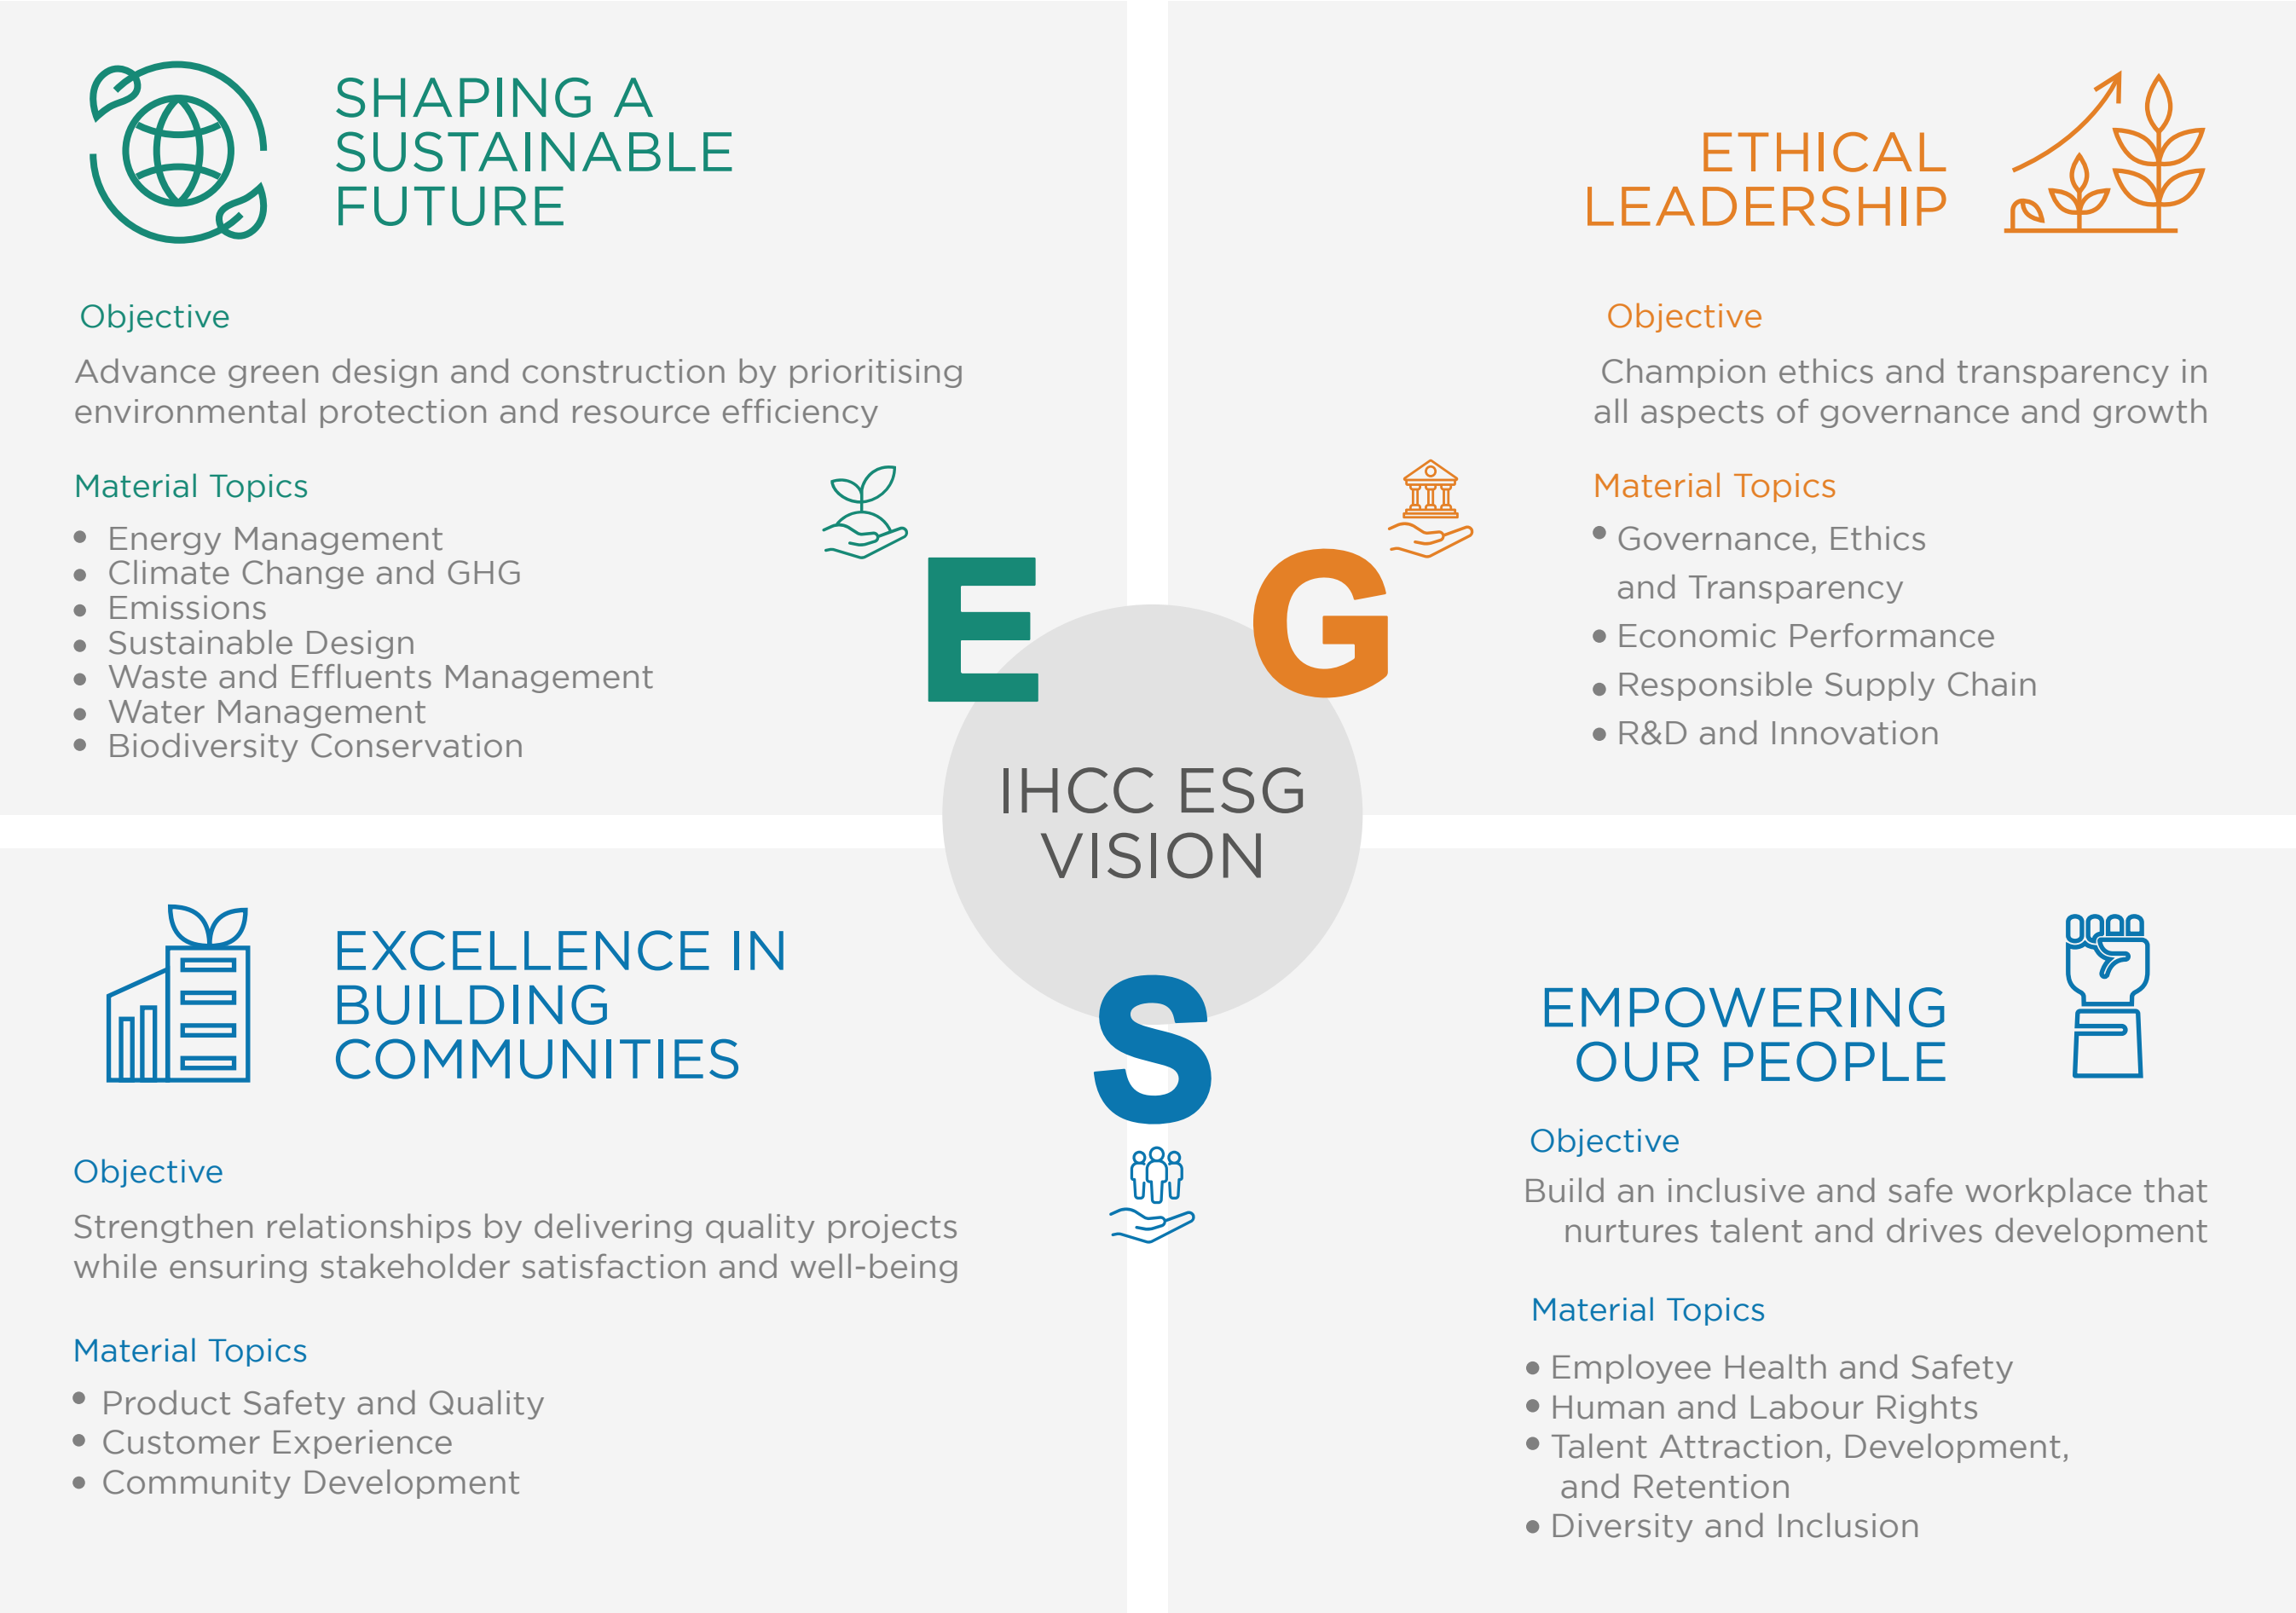 SHAPING A
SUSTAINABLE
FUTURE
Objective
Advance green design and construction by prioritising
environmental protection and resource efficiency
Material Topics
• Energy Management
• Climate Change and GHG
• Emissions
• Sustainable Design
• Waste and Effluents Management
• Water Management
• Biodiversity Conservation
E
ETHICAL
LEADERSHIP
Objective
Champion ethics and transparency in
all aspects of governance and growth
Material Topics
• Governance, Ethics
and Transparency
• Economic Performance
• Responsible Supply Chain
• R&D and Innovation
G
IHCC ESG
VISION
S
EXCELLENCE IN
BUILDING
COMMUNITIES
Objective
Strengthen relationships by delivering quality projects
while ensuring stakeholder satisfaction and well-being
Material Topics
• Product Safety and Quality
• Customer Experience
• Community Development
EMPOWERING
OUR PEOPLE
Objective
Build an inclusive and safe workplace that
nurtures talent and drives development
Material Topics
• Employee Health and Safety
• Human and Labour Rights
• Talent Attraction, Development,
and Retention
• Diversity and Inclusion